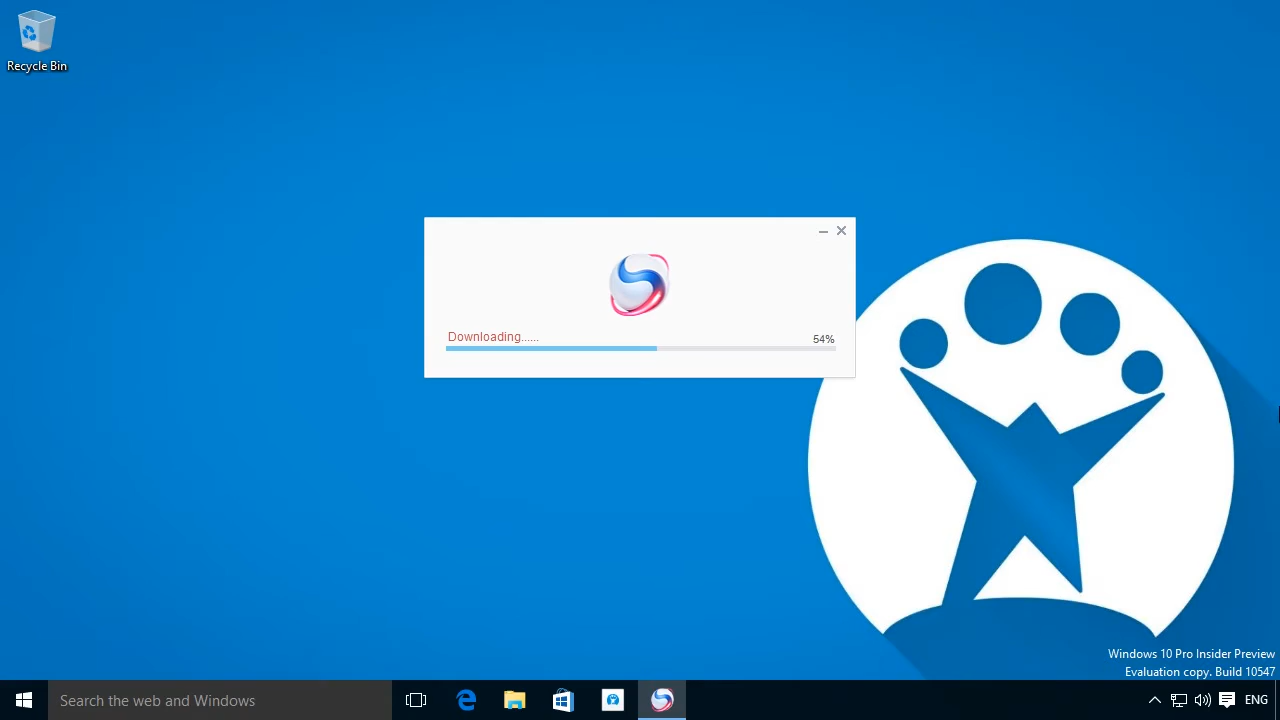 Recycle Bin
Downloading......
54%
Windows 10 Pro Insider Preview
Evaluation copy. Build 10547
Search the web and Windows
ENG